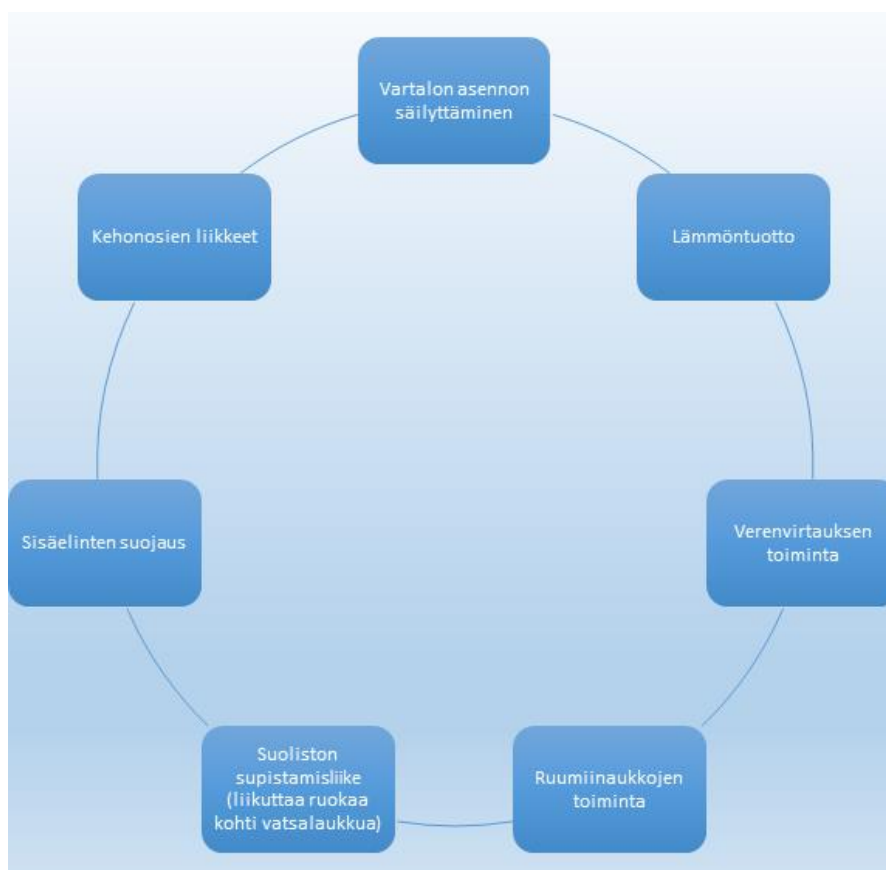 Vartalon asennon
säilyttäminen
Lämmöntuotto
Verenvirtauksen
toiminta
Ruumiinaukkojen
toiminta
Suoliston
supistamisliike
(liikuttaa ruokaa
kohti vatsalaukkua)
Sisäelinten suojaus
Kehonosien liikkeet